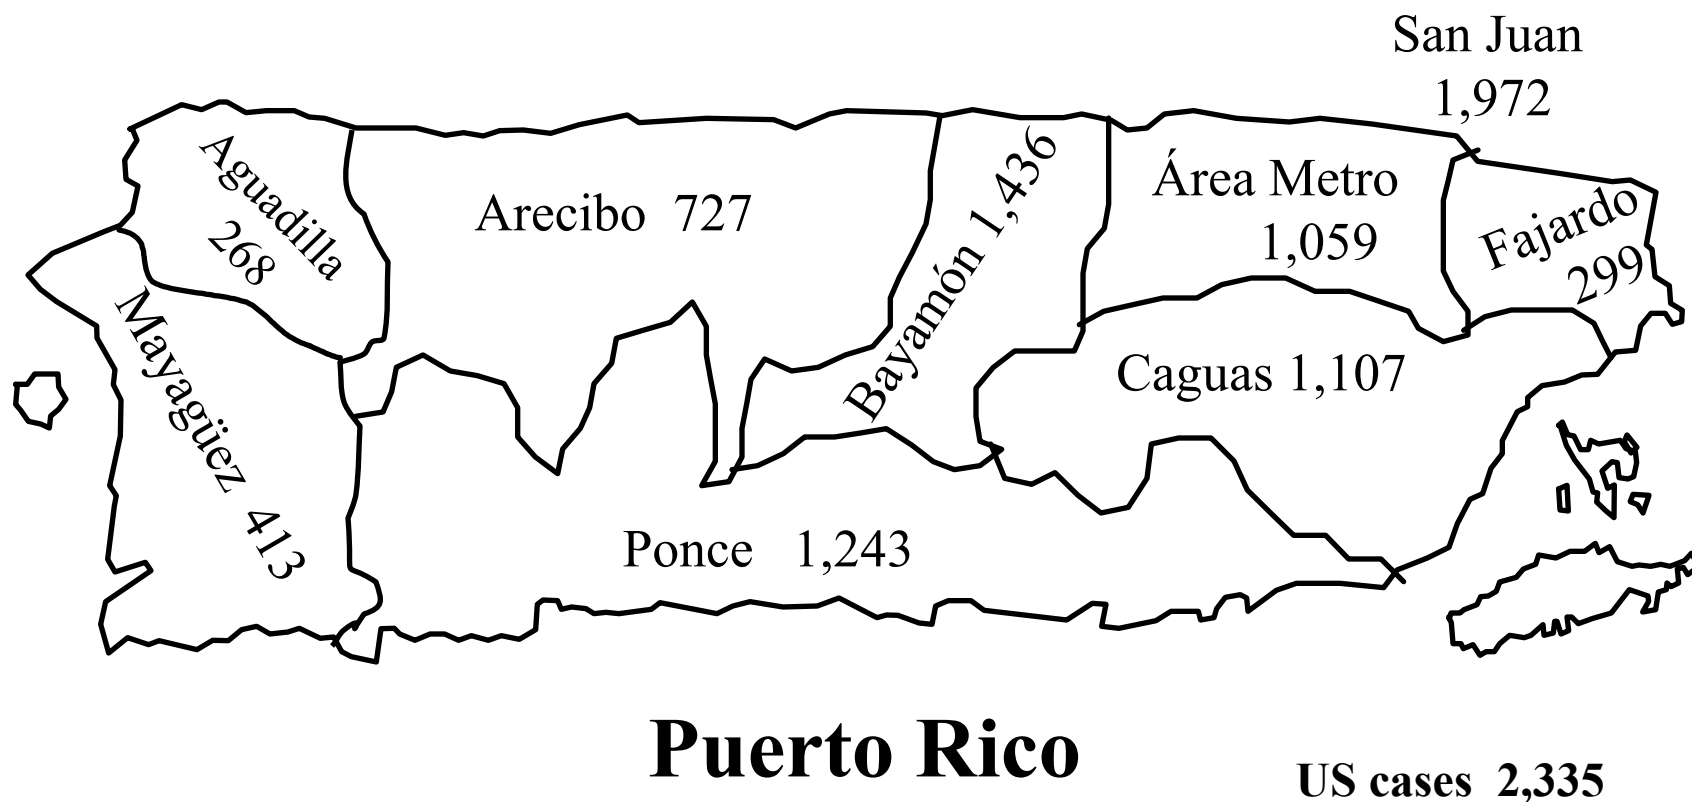 San Juan
1,972
Aguadilla
268
Arecibo 727
Bayamón 1,436
Área Metro
1,059
Fajardo
299
Mayagüez 413
Caguas 1,107
Ponce 1,243
Puerto Rico
US cases 2,335